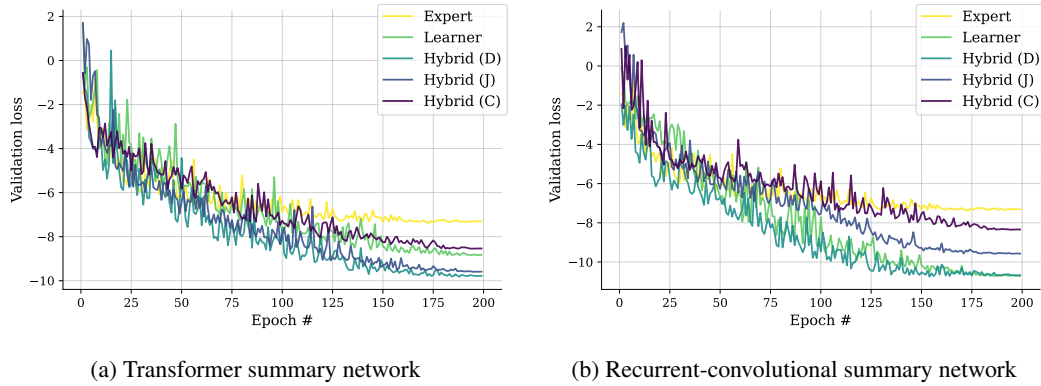 2
0
−2
−4
−6
−8
−10
Validation loss
0
25
50
75
100
125
150
175
200
Epoch #
Expert
Learner
Hybrid (D)
Hybrid (J)
Hybrid (C)
(a) Transformer summary network
2
0
−2
−4
−6
−8
−10
Validation loss
0
25
50
75
100
125
150
175
200
Epoch #
Expert
Learner
Hybrid (D)
Hybrid (J)
Hybrid (C)
(b) Recurrent-convolutional summary network